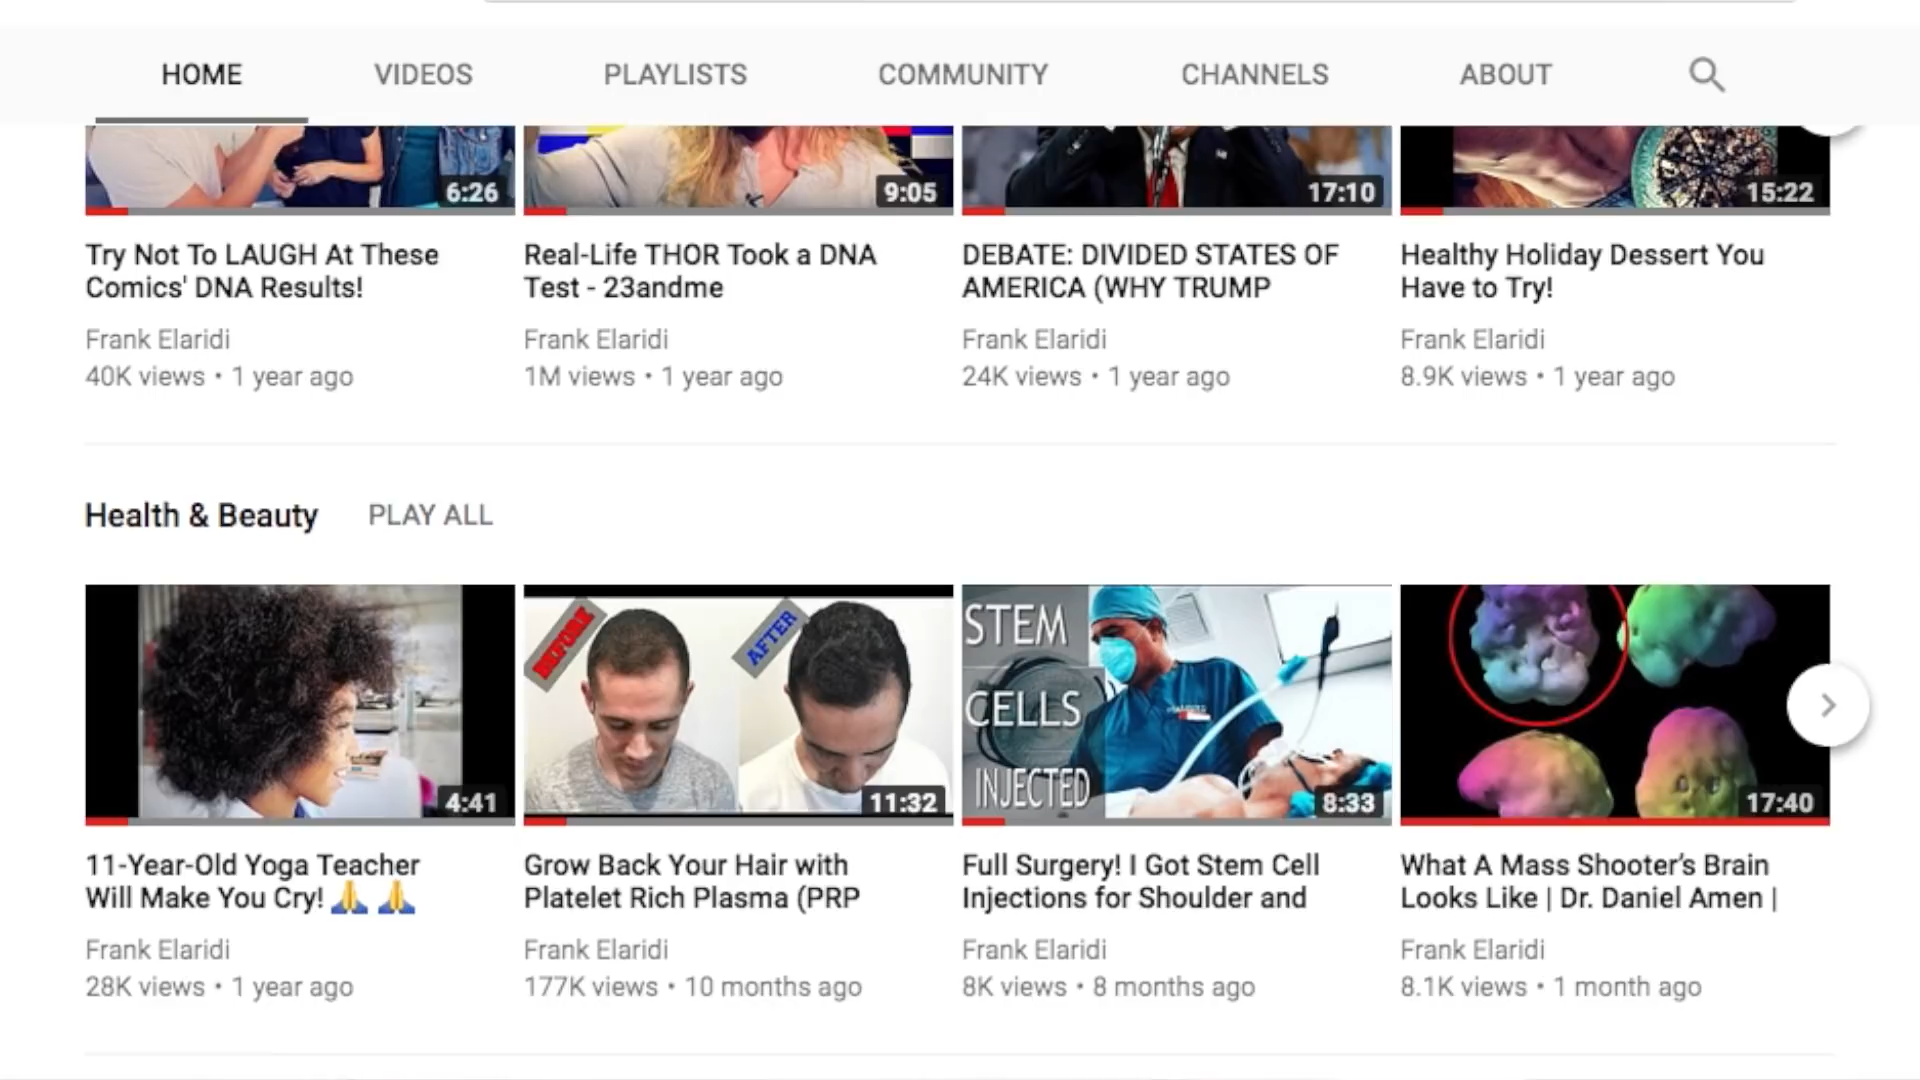 HOME VIDEOS PLAYLISTS COMMUNITY CHANNELS ABOUT
6:26
9:05
17:10
15:22
Try Not To LAUGH At These
Comics' DNA Results!
Frank Elaridi
40K views • 1 year ago
Real-Life THOR Took a DNA
Test - 23andme
Frank Elaridi
1M views • 1 year ago
DEBATE: DIVIDED STATES OF
AMERICA (WHY TRUMP
Frank Elaridi
24K views • 1 year ago
Healthy Holiday Dessert You
Have to Try!
Frank Elaridi
8.9K views • 1 year ago
Health & Beauty PLAY ALL
4:41
BEFORE
AFTER
11:32
STEM
CELLS
INJECTED
8:33
17:40
11-Year-Old Yoga Teacher
Will Make You Cry! 🙏 🙏
Frank Elaridi
28K views • 1 year ago
Grow Back Your Hair with
Platelet Rich Plasma (PRP
Frank Elaridi
177K views • 10 months ago
Full Surgery! I Got Stem Cell
Injections for Shoulder and
Frank Elaridi
8K views • 8 months ago
What A Mass Shooter's Brain
Looks Like | Dr. Daniel Amen |
Frank Elaridi
8.1K views • 1 month ago